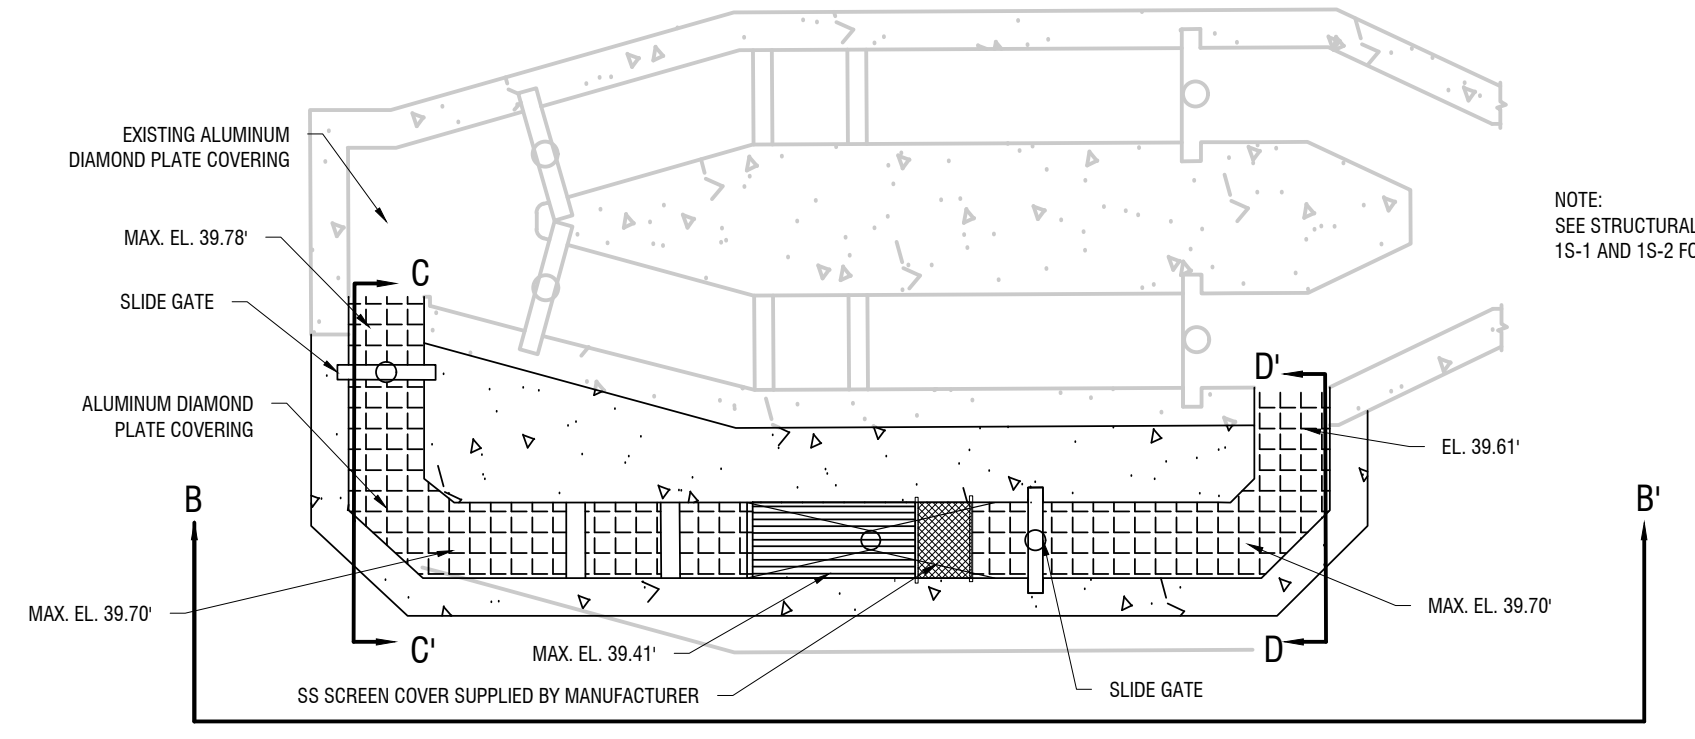 EXISTING ALUMINUM
DIAMOND PLATE COVERING
MAX. EL. 39.78'
SLIDE GATE
ALUMINUM DIAMOND
PLATE COVERING
MAX. EL. 39.70'
B
C
C'
MAX. EL. 39.41'
SS SCREEN COVER SUPPLIED BY MANUFACTURER
SLIDE GATE
D'
D
EL. 39.61'
MAX. EL. 39.70'
B'
NOTE:
SEE STRUCTURAL
1S-1 AND 1S-2